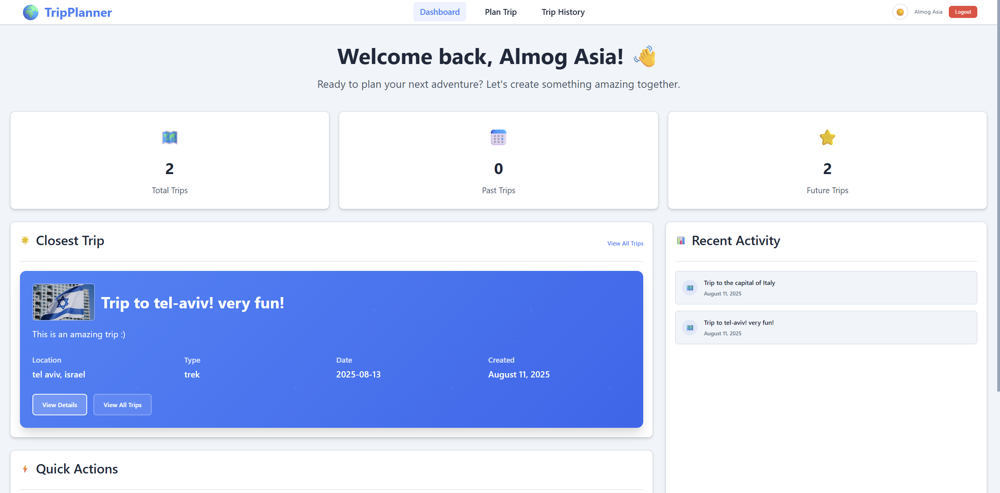 TripPlanner
Dashboard
Plan Trip
Trip History
Almog Asia
Logout
Welcome back, Almog Asia!
Ready to plan your next adventure? Let's create something amazing together.
2
Total Trips
0
Past Trips
2
Future Trips
Closest Trip
View All Trips
Trip to tel-aviv! very fun!
This is an amazing trip :)
Location
tel aviv, israel
Type
trek
Date
2025-08-13
Created
August 11, 2025
View Details
View All Trips
Quick Actions
Recent Activity
Trip to the capital of Italy
August 11, 2025
Trip to tel-aviv! very fun!
August 11, 2025